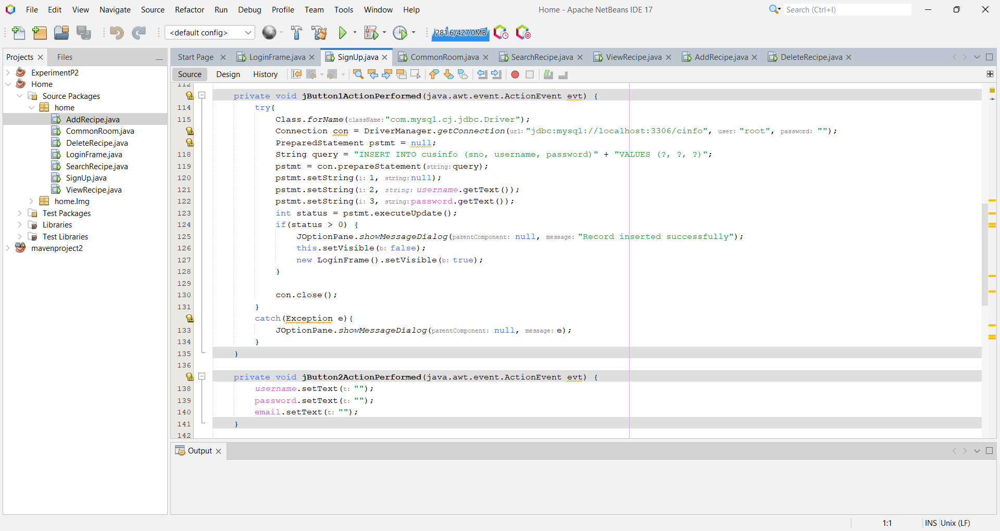 File Edit View Navigate Source Refactor Run Debug Profile Team Tools Window Help
Home - Apache NetBeans IDE 17
Search (Ctrl+I)
<default config>
281.6/427.0MB
Projects Files
Start Page LoginFrame.java SignUp.java CommonRoom.java SearchRecipe.java ViewRecipe.java AddRecipe.java DeleteRecipe.java
Source Design History
ExperimentP2
Home
Source Packages
home
AddRecipe.java
CommonRoom.java
DeleteRecipe.java
LoginFrame.java
SearchRecipe.java
SignUp.java
ViewRecipe.java
home.Img
Test Packages
Libraries
Test Libraries
mavenproject2
112
private void jButton1ActionPerformed(java.awt.event.ActionEvent evt) {
114 try{
115 Class.forName(className:"com.mysql.cj.jdbc.Driver");
Connection con = DriverManager.getConnection(url:"jdbc:mysql://localhost:3306/cinfo", user: "root", password: "");
PreparedStatement pstmt = null;
118 String query = "INSERT INTO cusinfo (sno, username, password)" + "VALUES (?, ?, ?)";
119 pstmt = con.prepareStatement(string:query);
120 pstmt.setString(i: 1, string:null);
121 pstmt.setString(i: 2, string: username.getText());
122 pstmt.setString(i: 3, string:password.getText());
123 int status = pstmt.executeUpdate();
124 if(status > 0) {
125 JOptionPane.showMessageDialog(parentComponent: null, message: "Record inserted successfully");
126 this.setVisible(b: false);
127 new LoginFrame().setVisible(b: true);
128 }
129
130 con.close();
131 }
catch(Exception e){
133 JOptionPane.showMessageDialog(parentComponent: null, message: e);
134 }
135 }
136
private void jButton2ActionPerformed(java.awt.event.ActionEvent evt) {
138 username.setText(t: "");
139 password.setText(t: "");
140 email.setText(t: "");
141 }
142
Output
1:1 INS Unix (LF)